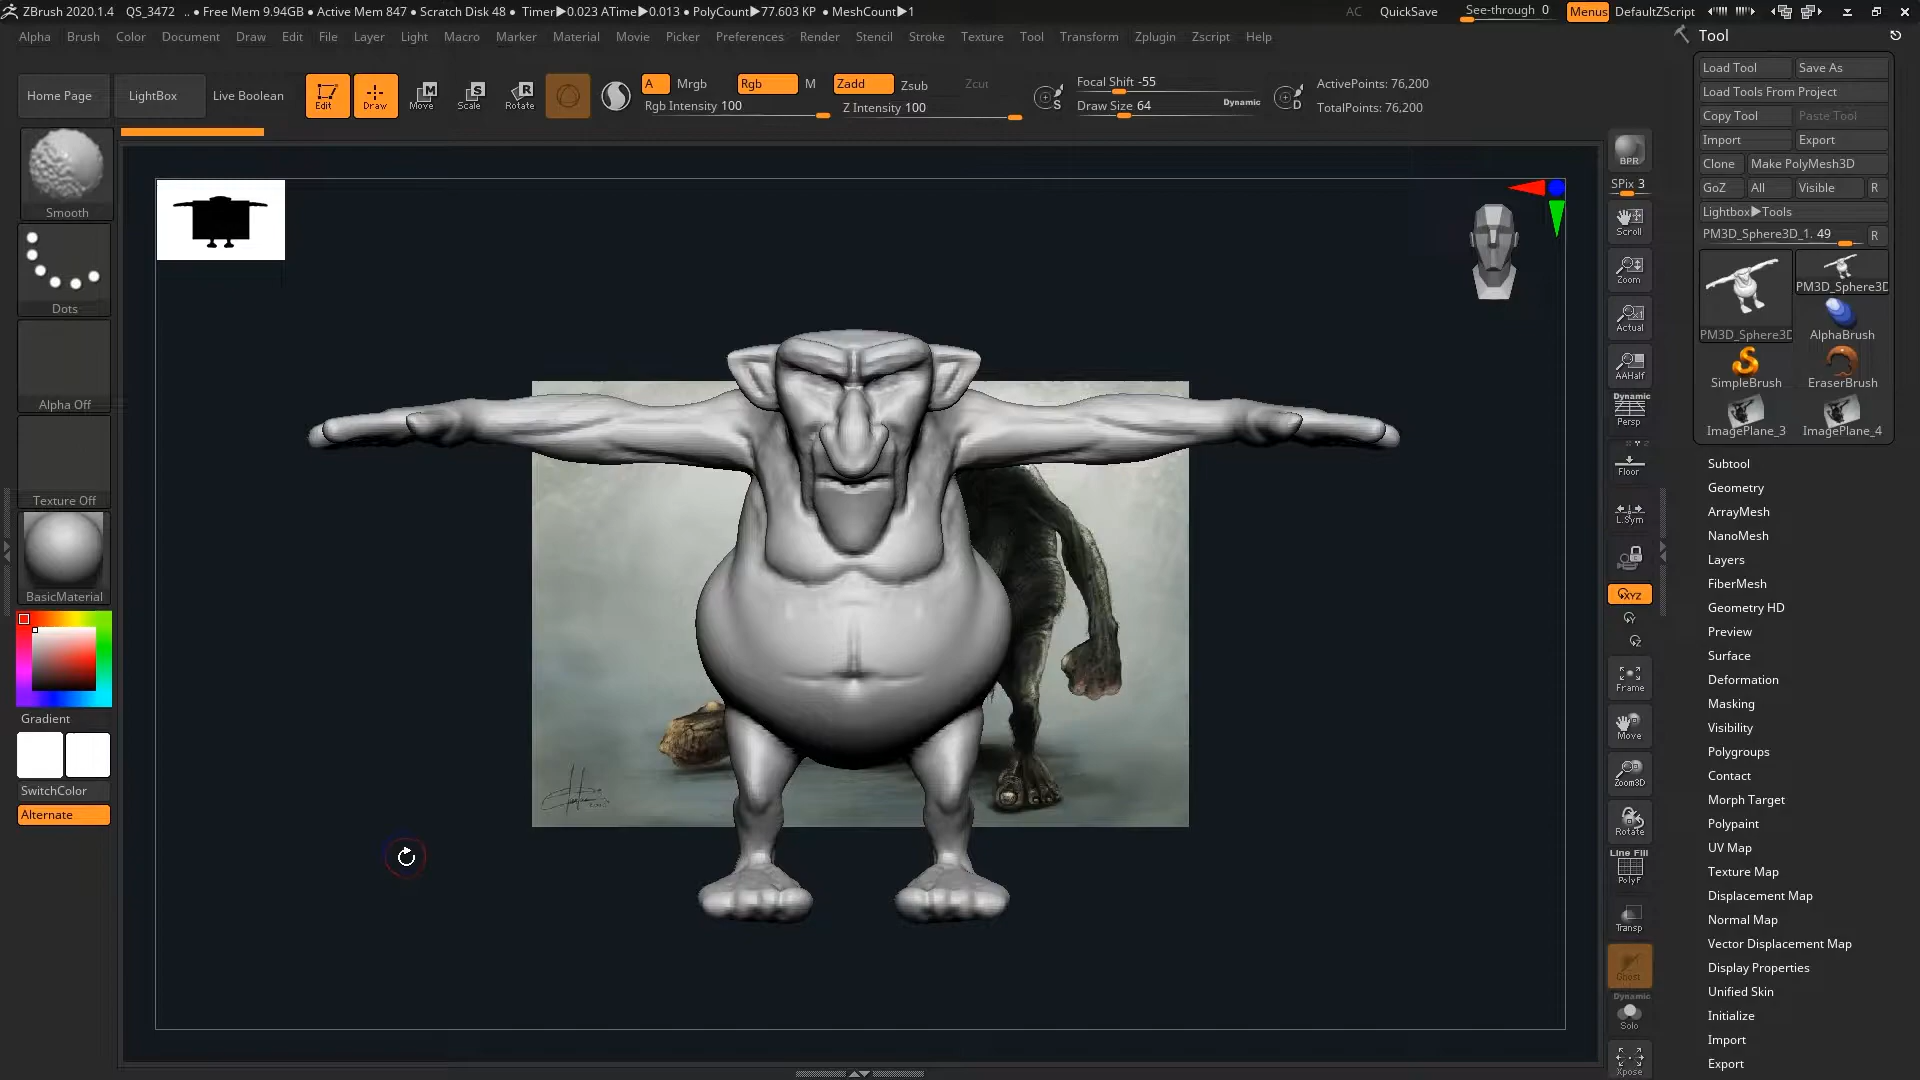 ZBrush 2020.1.4 QS_3472 .. ● Free Mem 9.94GB ● Active Mem 847 ● Scratch Disk 48 ● Timer▶0.023 ATime▶0.013 ● PolyCount▶77.603 KP ● MeshCount▶1 AC QuickSave See-through 0 Menus DefaultZScript
Alpha Brush Color Document Draw Edit File Layer Light Macro Marker Material Movie Picker Preferences Render Stencil Stroke Texture Tool Transform Zplugin Zscript Help
Home Page LightBox Live Boolean Edit Draw Move Scale Rotate
M S R
A Mrgb Rgb M Zadd Zsub Zcut
Rgb Intensity 100 Z Intensity 100
S Focal Shift -55
Draw Size 64 Dynamic D
ActivePoints: 76,200
TotalPoints: 76,200
Smooth
Dots
Alpha Off
Texture Off
BasicMaterial
Gradient
SwitchColor
Alternate
BPR
SPix 3
Scroll
Zoom
Actual
AAHalf
Dynamic
Persp
Floor
L.Sym
XYZ
Y
Z
Frame
Move
Zoom3D
Rotate
Line Fill
PolyF
Transp
Ghost
Dynamic
Solo
Xpose
Tool
Load Tool Save As
Load Tools From Project
Copy Tool Paste Tool
Import Export
Clone Make PolyMesh3D
GoZ All Visible R
Lightbox▶Tools
PM3D_Sphere3D_1. 49 R
PM3D_Sphere3D
PM3D_Sphere3D AlphaBrush
SimpleBrush EraserBrush
ImagePlane_3 ImagePlane_4
Subtool
Geometry
ArrayMesh
NanoMesh
Layers
FiberMesh
Geometry HD
Preview
Surface
Deformation
Masking
Visibility
Polygroups
Contact
Morph Target
Polypaint
UV Map
Texture Map
Displacement Map
Normal Map
Vector Displacement Map
Display Properties
Unified Skin
Initialize
Import
Export